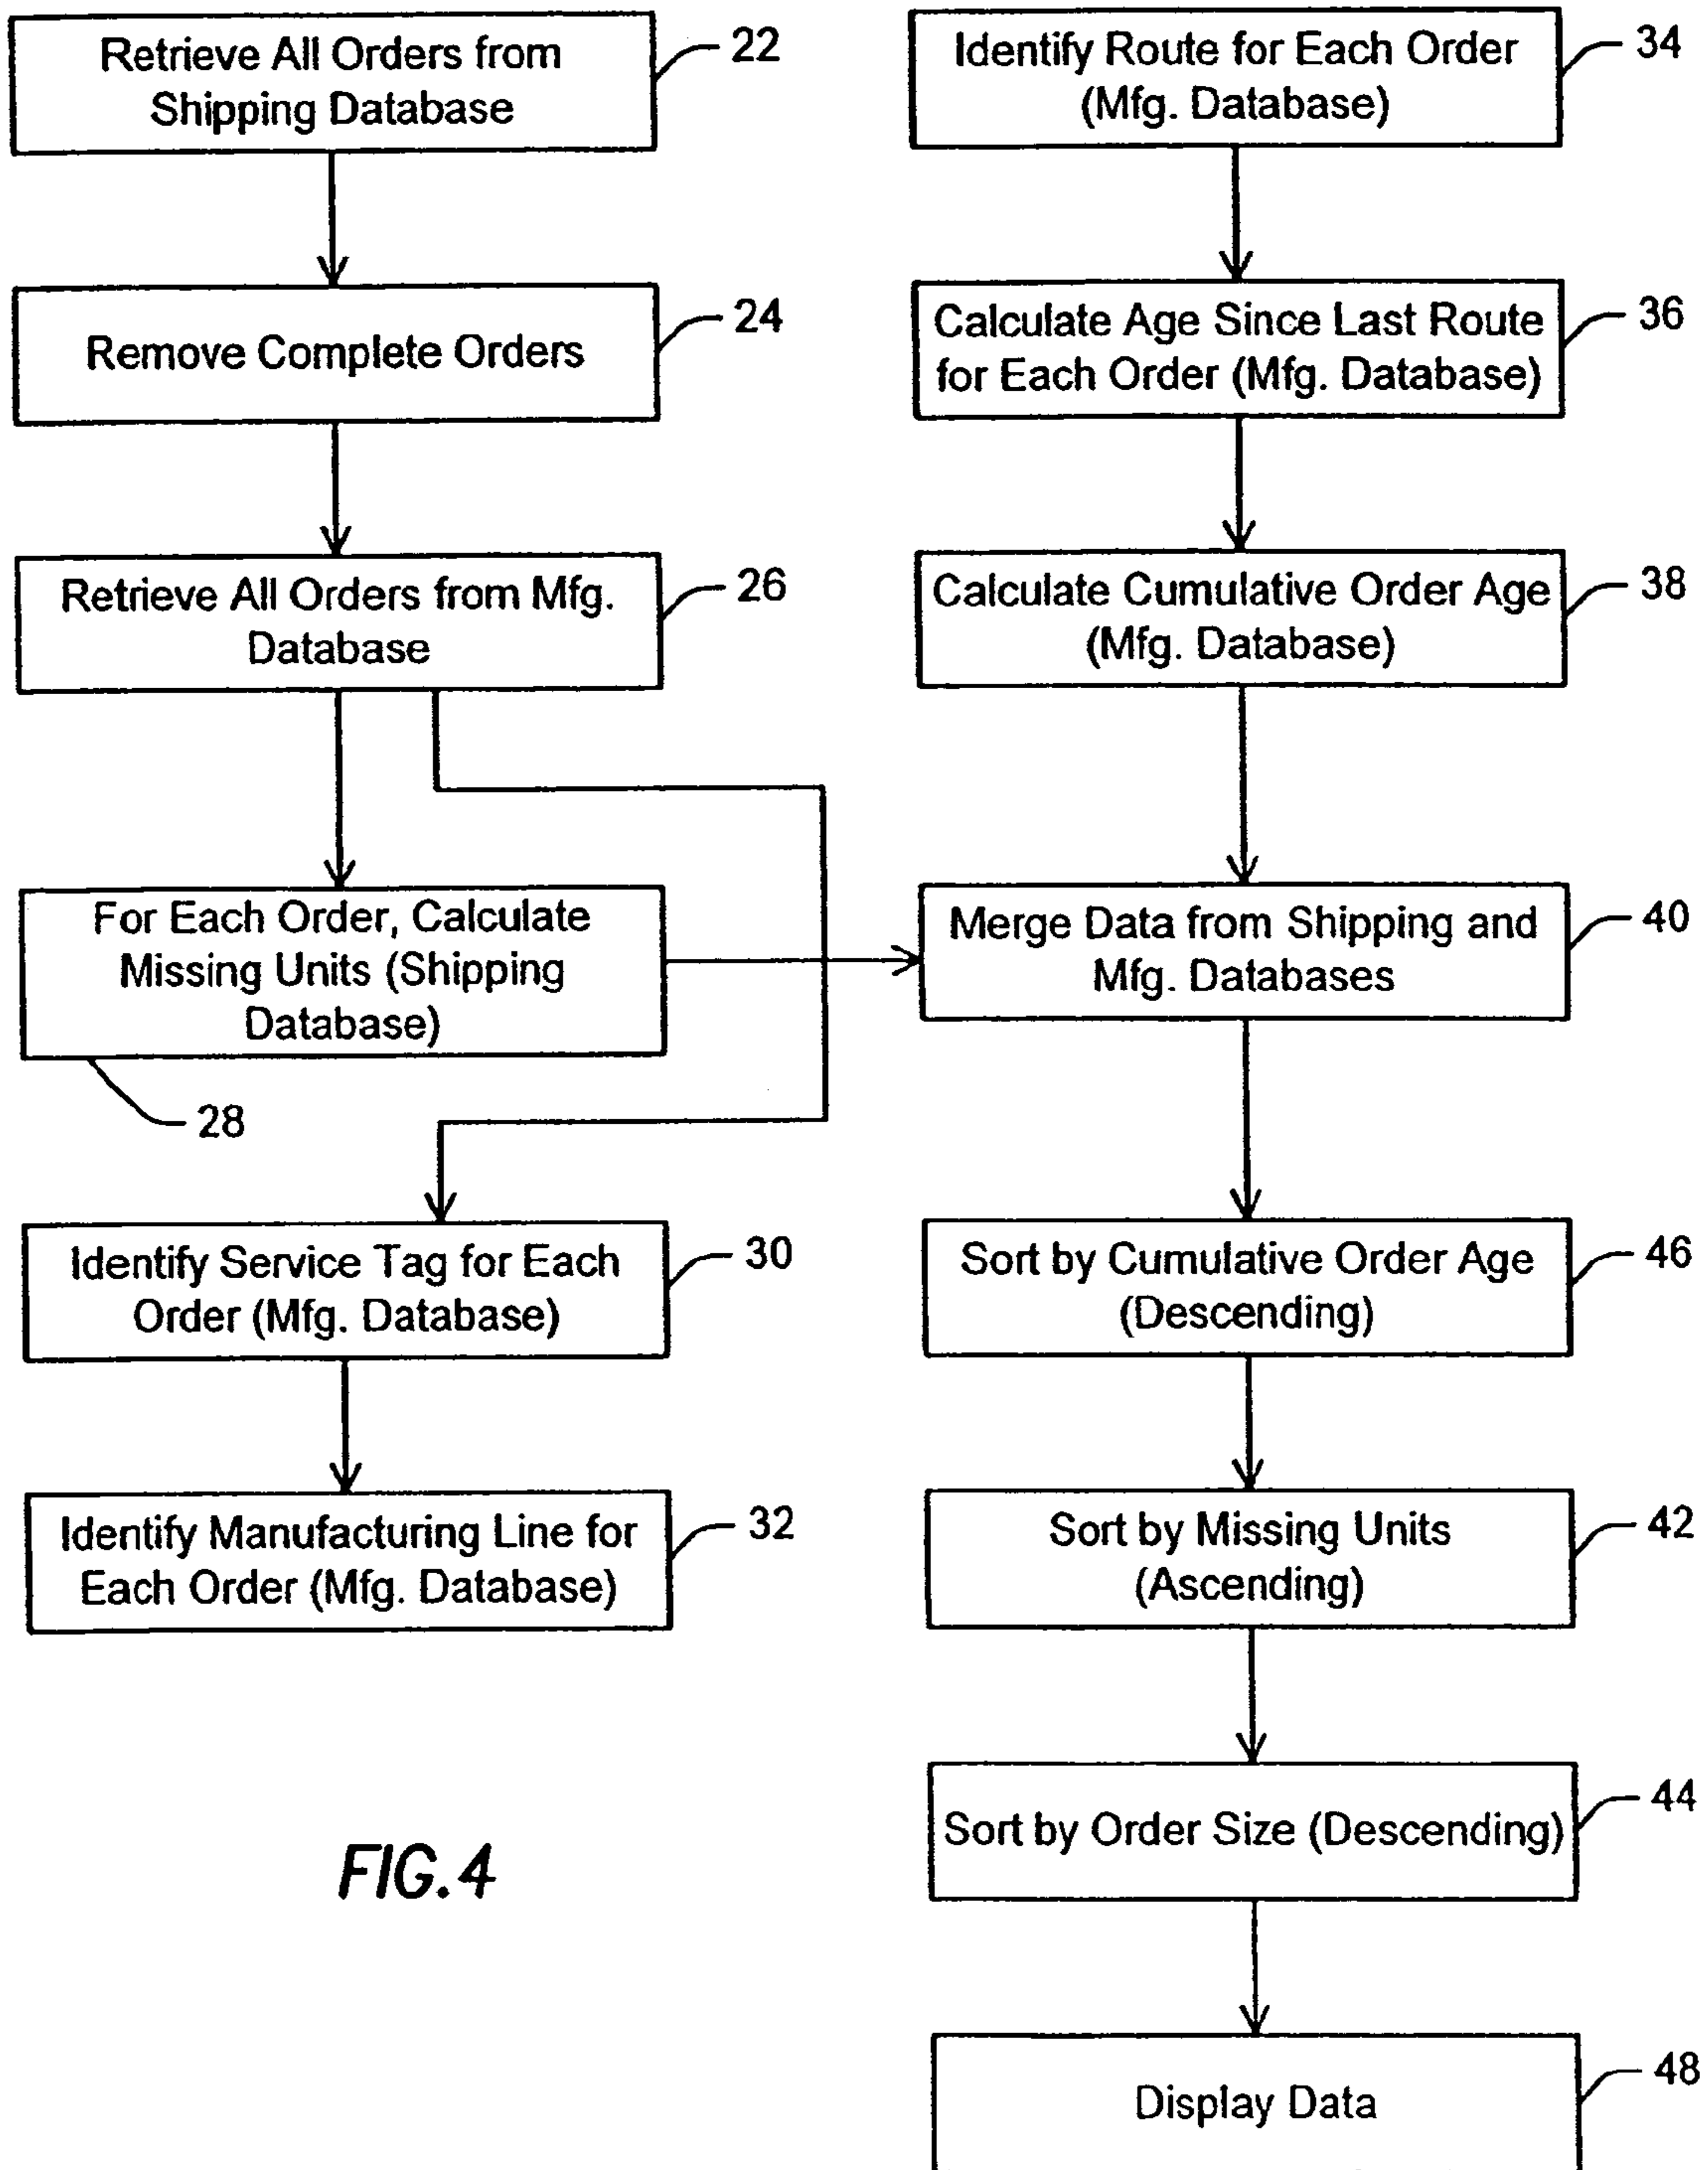 Retrieve All Orders from
Shipping Database
22
Remove Complete Orders
24
Retrieve All Orders from Mfg.
Database
26
For Each Order, Calculate
Missing Units (Shipping
Database)
28
Identify Service Tag for Each
Order (Mfg. Database)
30
Identify Manufacturing Line for
Each Order (Mfg. Database)
32
Identify Route for Each Order
(Mfg. Database)
34
Calculate Age Since Last Route
for Each Order (Mfg. Database)
36
Calculate Cumulative Order Age
(Mfg. Database)
38
Merge Data from Shipping and
Mfg. Databases
40
Sort by Cumulative Order Age
(Descending)
46
Sort by Missing Units
(Ascending)
42
Sort by Order Size (Descending)
44
Display Data
48
FIG.4